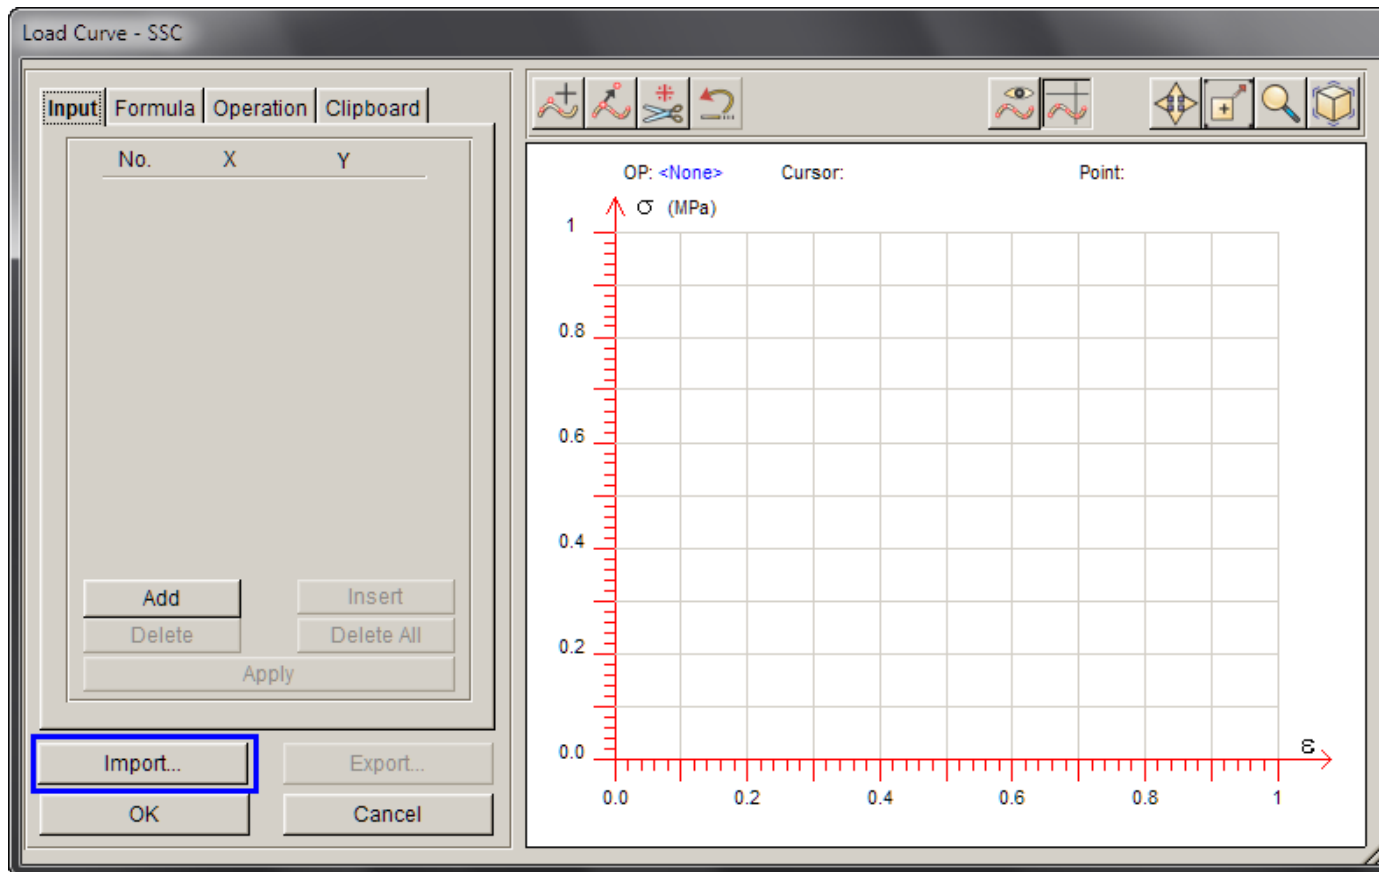 Load Curve - SSC
Input Formula Operation Clipboard
No. X Y
Add Insert
Delete Delete All
Apply
Import... Export...
OK Cancel
OP: <None> Cursor: Point:
σ (MPa)
1
0.8
0.6
0.4
0.2
0.0
ε
0.0 0.2 0.4 0.6 0.8 1